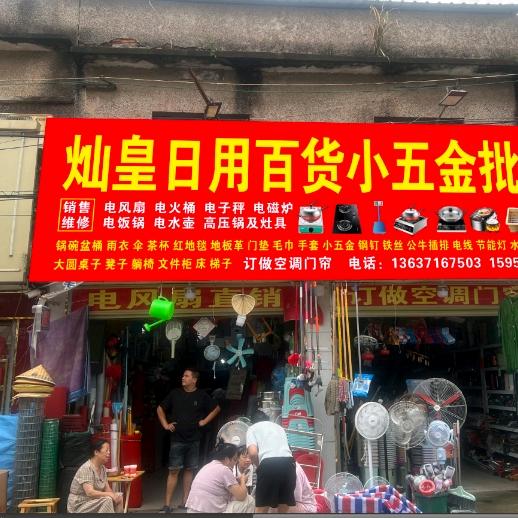 灿皇日用百货小五金批
销售 电风扇 电火桶 电子秤 电磁炉
维修 电饭锅 电水壶 高压锅及灶具
锅碗盆桶 雨衣 伞 茶杯 红地毯 地板革 门垫 毛巾 手套 小五金 钢钉 铁丝 公牛插排 电线 节能灯 水
大圆桌子 凳子 躺椅 文件柜 床 梯子 订做空调门帘 电话：13637167503 1595
电风扇直销 订做空调门帘